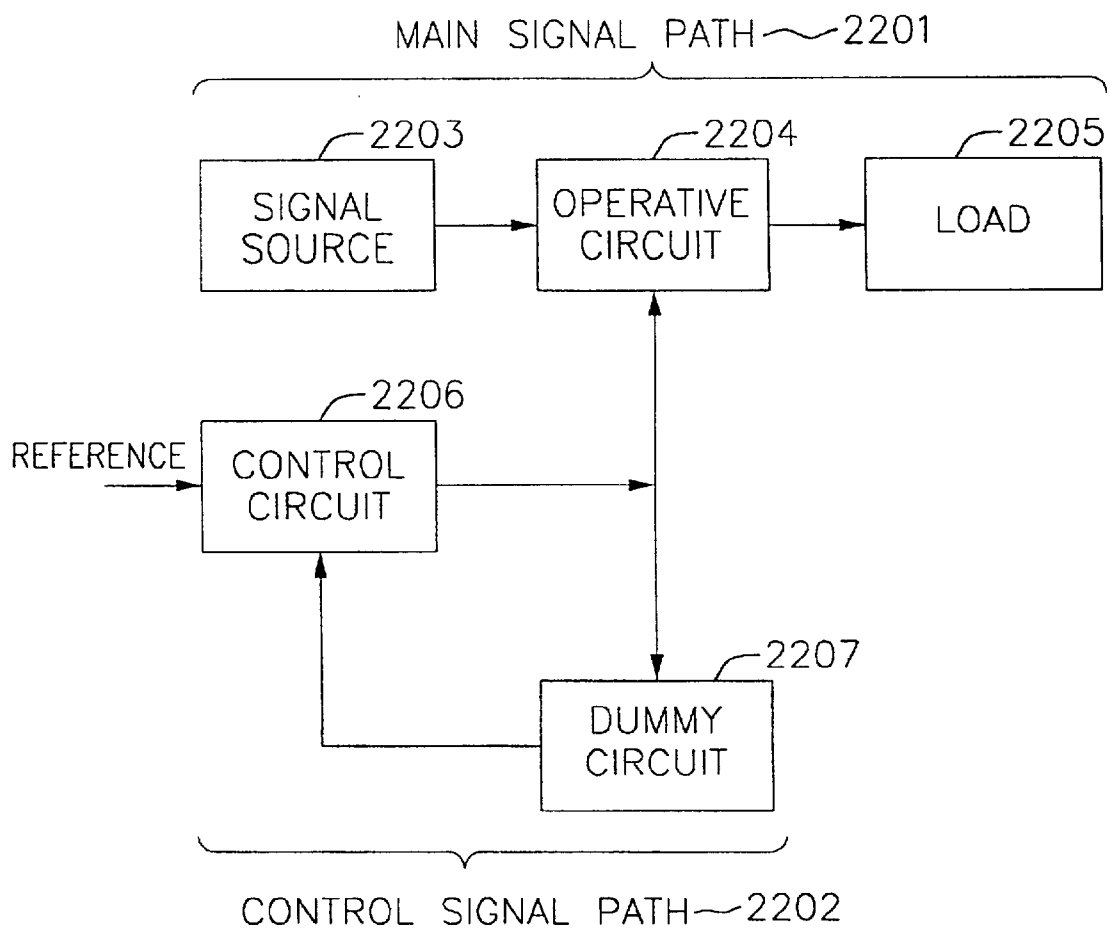 MAIN SIGNAL PATH 2201
2203
SIGNAL
SOURCE
2204
OPERATIVE
CIRCUIT
2205
LOAD
REFERENCE
2206
CONTROL
CIRCUIT
2207
DUMMY
CIRCUIT
CONTROL SIGNAL PATH 2202